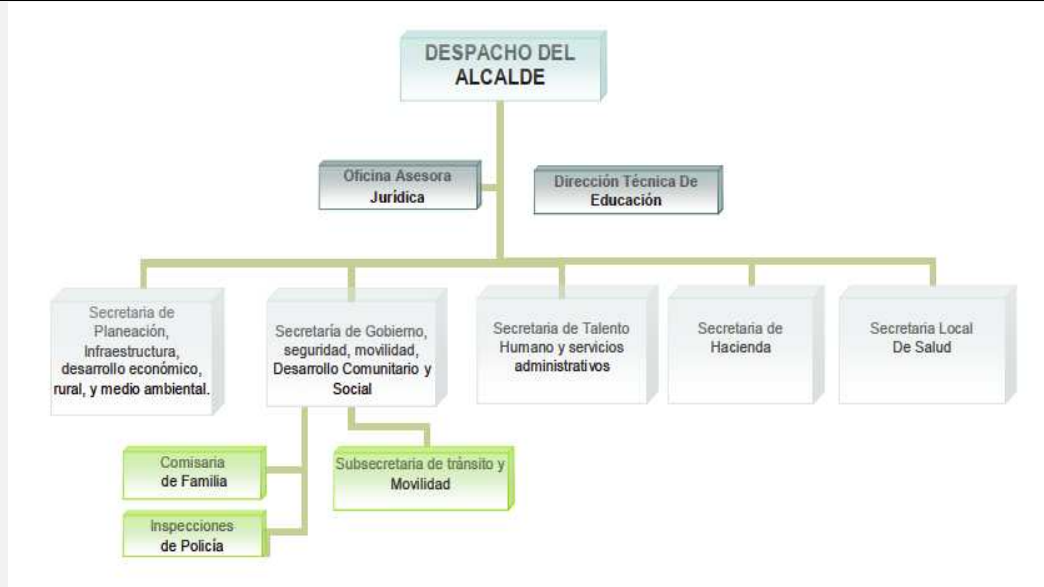 DESPACHO DEL
ALCALDE
Oficina Asesora
Jurídica
Dirección Técnica De
Educación
Secretaria de
Planeación,
Infraestructura,
desarrollo económico,
rural, y medio ambiental.
Secretaría de Gobierno,
seguridad, movilidad,
Desarrollo Comunitario y
Social
Secretaria de Talento
Humano y servicios
administrativos
Secretaria de
Hacienda
Secretaria Local
De Salud
Comisaria
de Familia
Subsecretaria de tránsito y
Movilidad
Inspecciones
de Policía